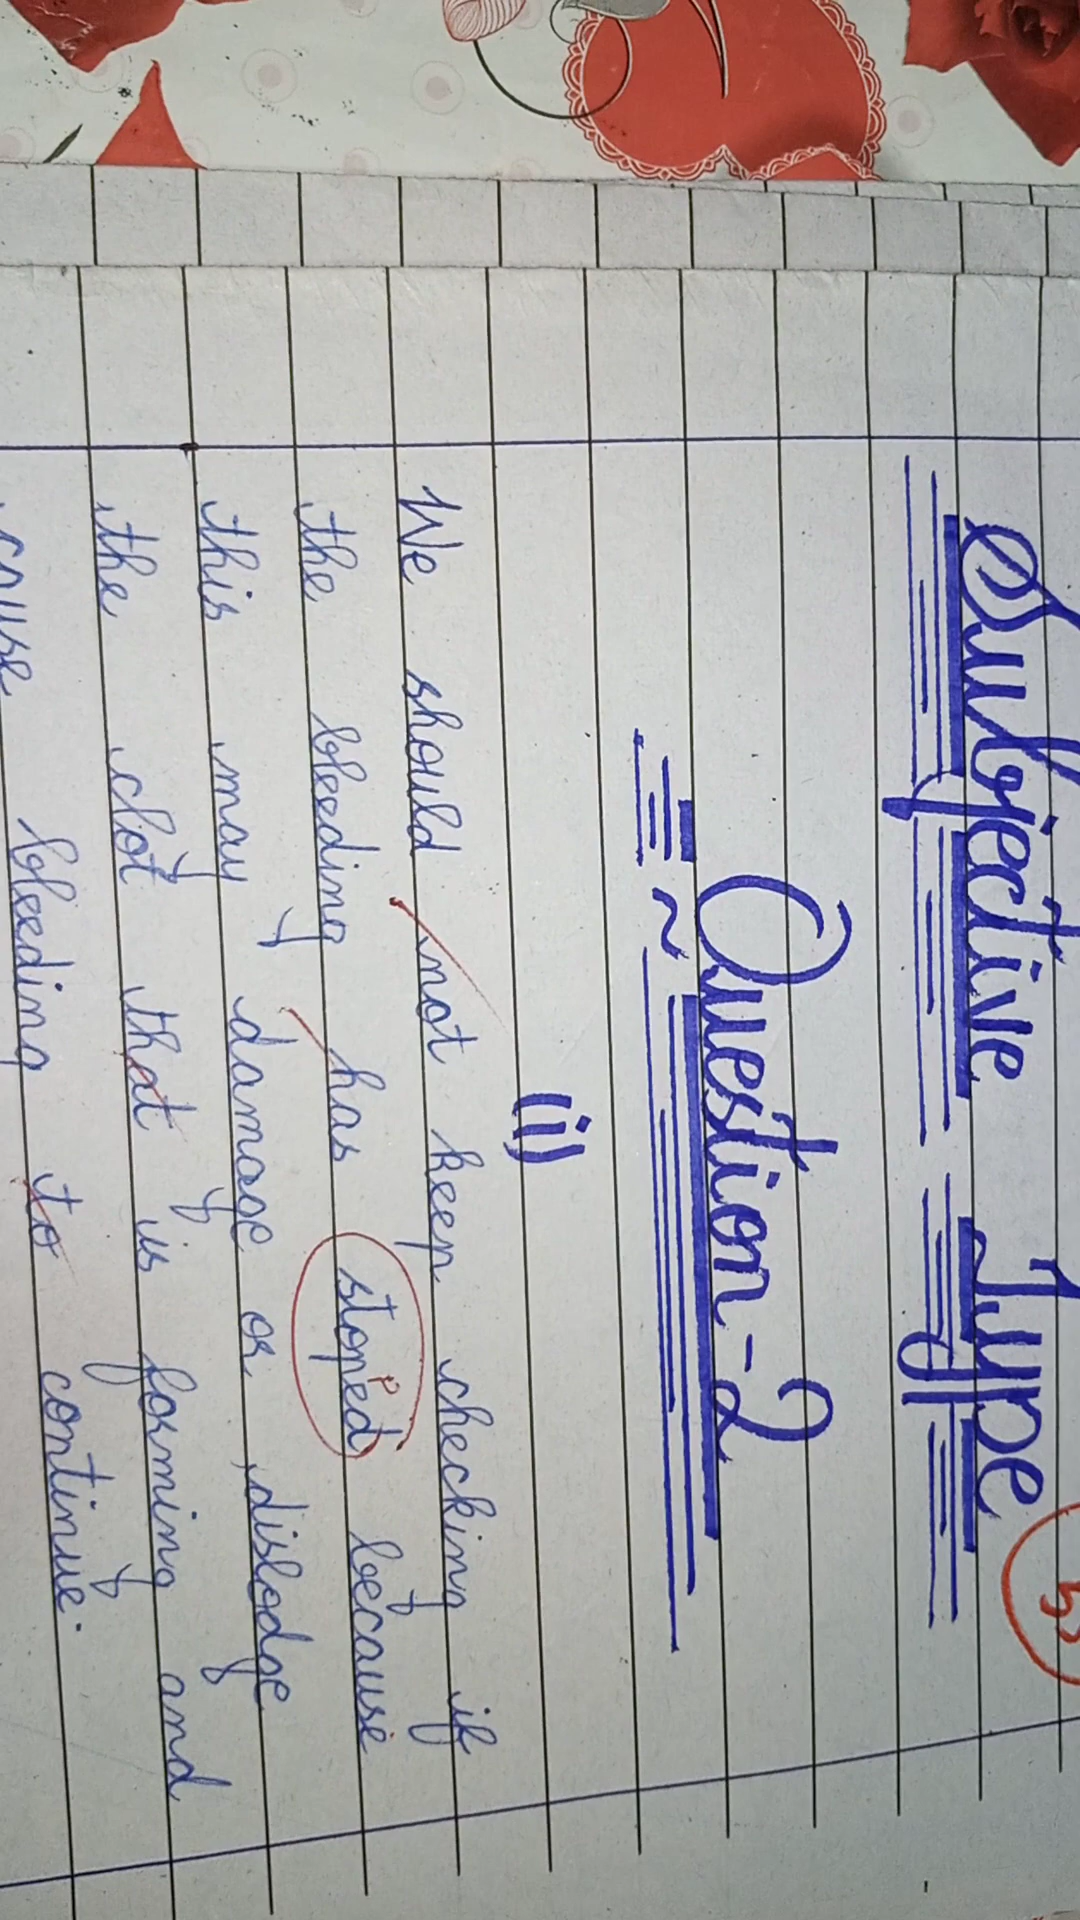 Subjective Type
Question-2
(i)
We should not keep checking if
the bleeding has stoped because
this may damage or dislodge
the clot that is forming and
cause bleeding to continue.